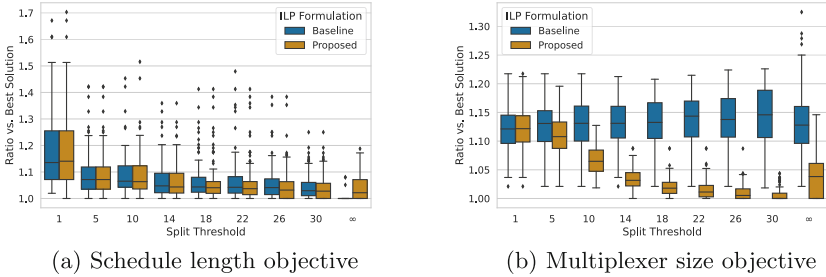 ILP Formulation
Baseline
Proposed
Ratio vs. Best Solution
1.7
1.6
1.5
1.4
1.3
1.2
1.1
1.0
1 5 10 14 18 22 26 30 ∞
Split Threshold
(a) Schedule length objective
ILP Formulation
Baseline
Proposed
Ratio vs. Best Solution
1.30
1.25
1.20
1.15
1.10
1.05
1.00
1 5 10 14 18 22 26 30 ∞
Split Threshold
(b) Multiplexer size objective